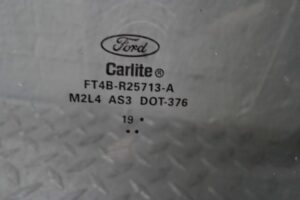 Ford
Carlite®
FT4B-R25713-A
M2L4 AS3 DOT-376
19 •
••